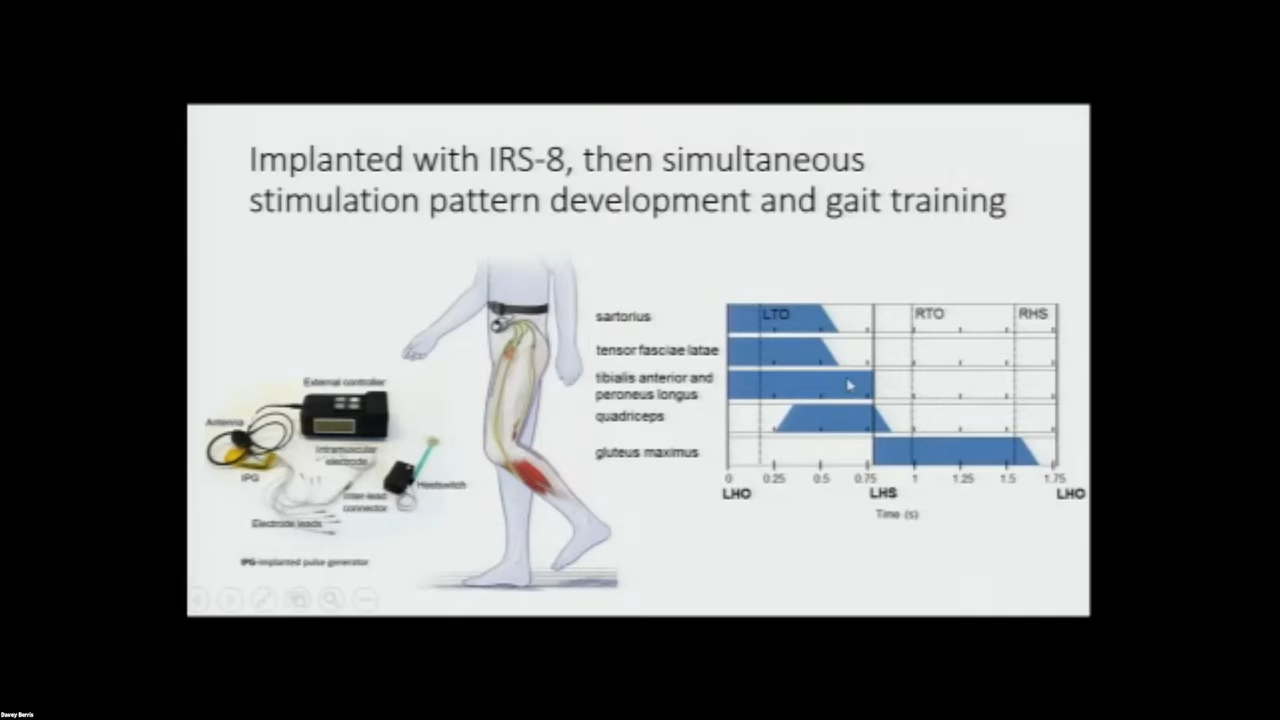 Implanted with IRS-8, then simultaneous
stimulation pattern development and gait training
External controller
Antenna
Intramuscular
electrode
IPG
Heelswitch
Inter-lead
connector
Electrode leads
IPG-implanted pulse generator
sartorius
tensor fasciae latae
tibialis anterior and
peroneus longus
quadriceps
gluteus maximus
LTO RTO RHS
0 0.25 0.5 0.75 1 1.25 1.5 1.75
LHO LHS LHO
Time (s)
Davey Berris